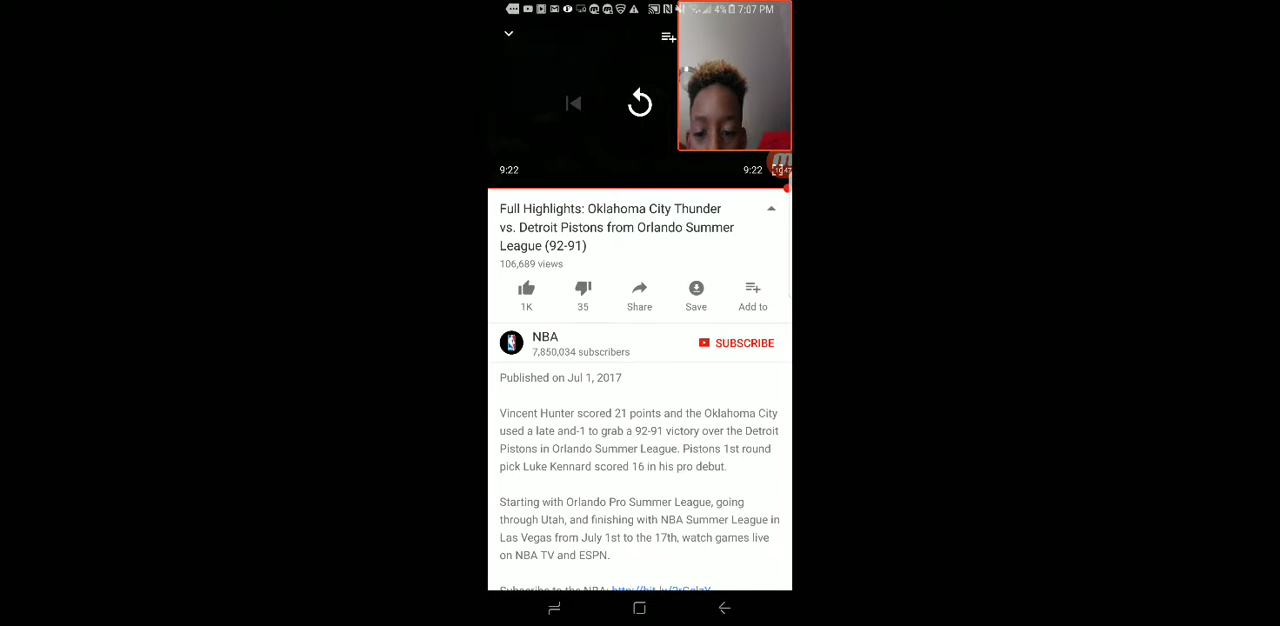 4% 7:07 PM
9:22
9:22
Full Highlights: Oklahoma City Thunder
vs. Detroit Pistons from Orlando Summer
League (92-91)
106,689 views
1K
35
Share
Save
Add to
NBA
7,850,034 subscribers
SUBSCRIBE
Published on Jul 1, 2017
Vincent Hunter scored 21 points and the Oklahoma City
used a late and-1 to grab a 92-91 victory over the Detroit
Pistons in Orlando Summer League. Pistons 1st round
pick Luke Kennard scored 16 in his pro debut.
Starting with Orlando Pro Summer League, going
through Utah, and finishing with NBA Summer League in
Las Vegas from July 1st to the 17th, watch games live
on NBA TV and ESPN.
Subscribe to the NBA: